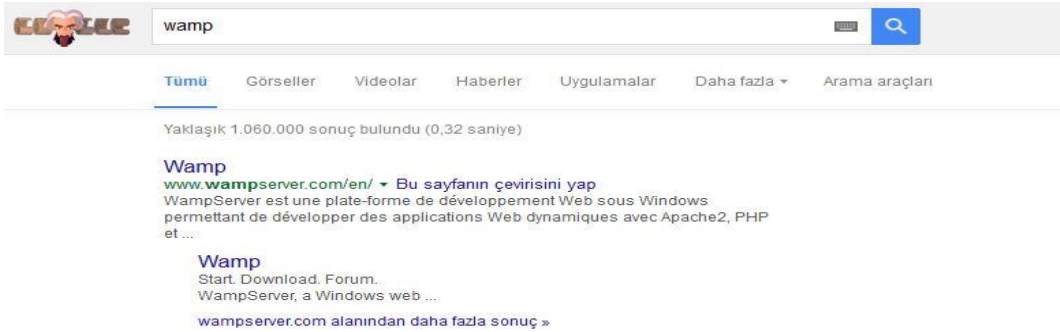 wamp
Tümü Görseller Videolar Haberler Uygulamalar Daha fazla Arama araçları
Yaklaşık 1.060.000 sonuç bulundu (0,32 saniye)
Wamp
www.wampserver.com/en/ Bu sayfanın çevirisini yap
WampServer est une plate-forme de développement Web sous Windows
permettant de développer des applications Web dynamiques avec Apache2, PHP
et ...
Wamp
Start. Download. Forum.
WampServer, a Windows web ...
wampserver.com alanından daha fazla sonuç »